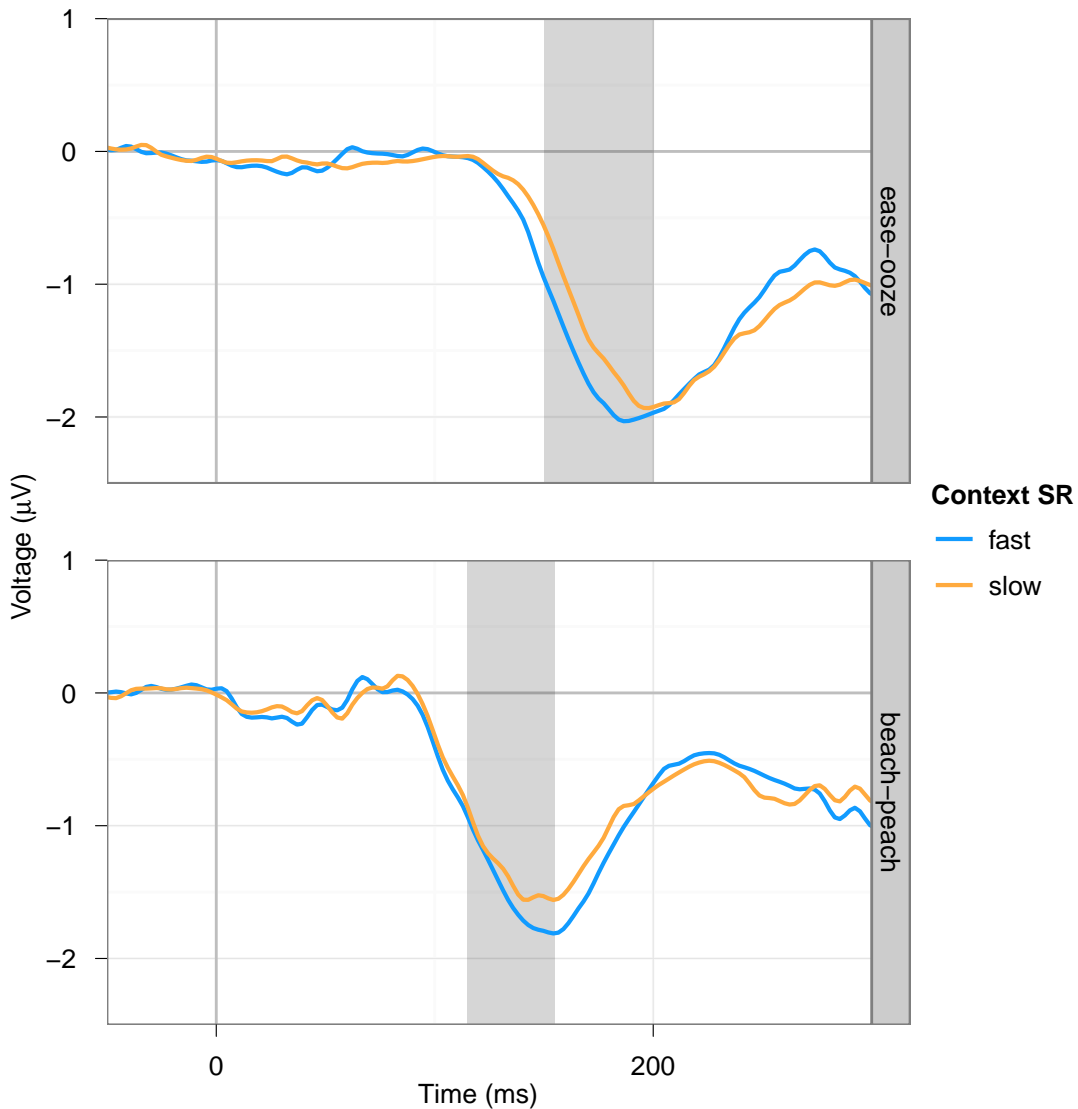 1
0
−1
−2
ease−ooze
1
0
−1
−2
beach−peach
0
200
Time (ms)
Voltage (μV)
Context SR
fast
slow